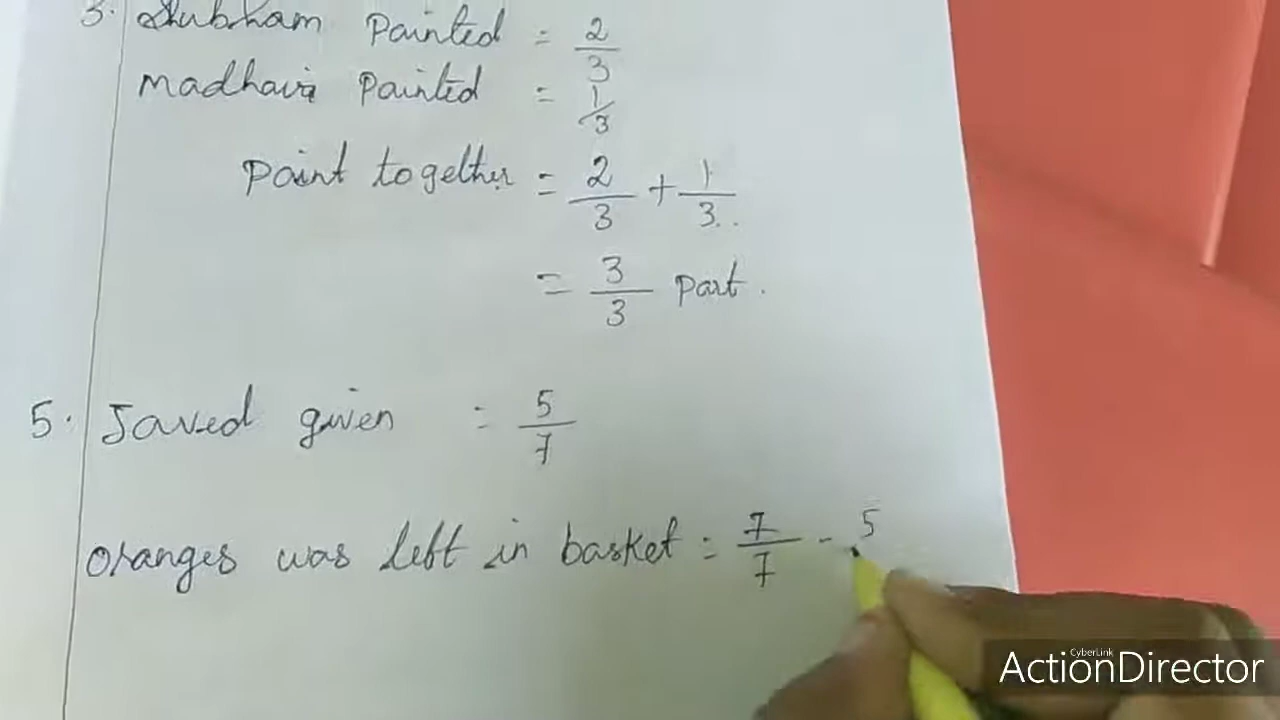 3. Shubham Painted = 2/3
Madhavi Painted = 1/3
Paint together = 2/3 + 1/3
= 3/3 Part.
5. Javed given = 5/7
Oranges was left in basket = 7/7 - 5
CyberLink
ActionDirector